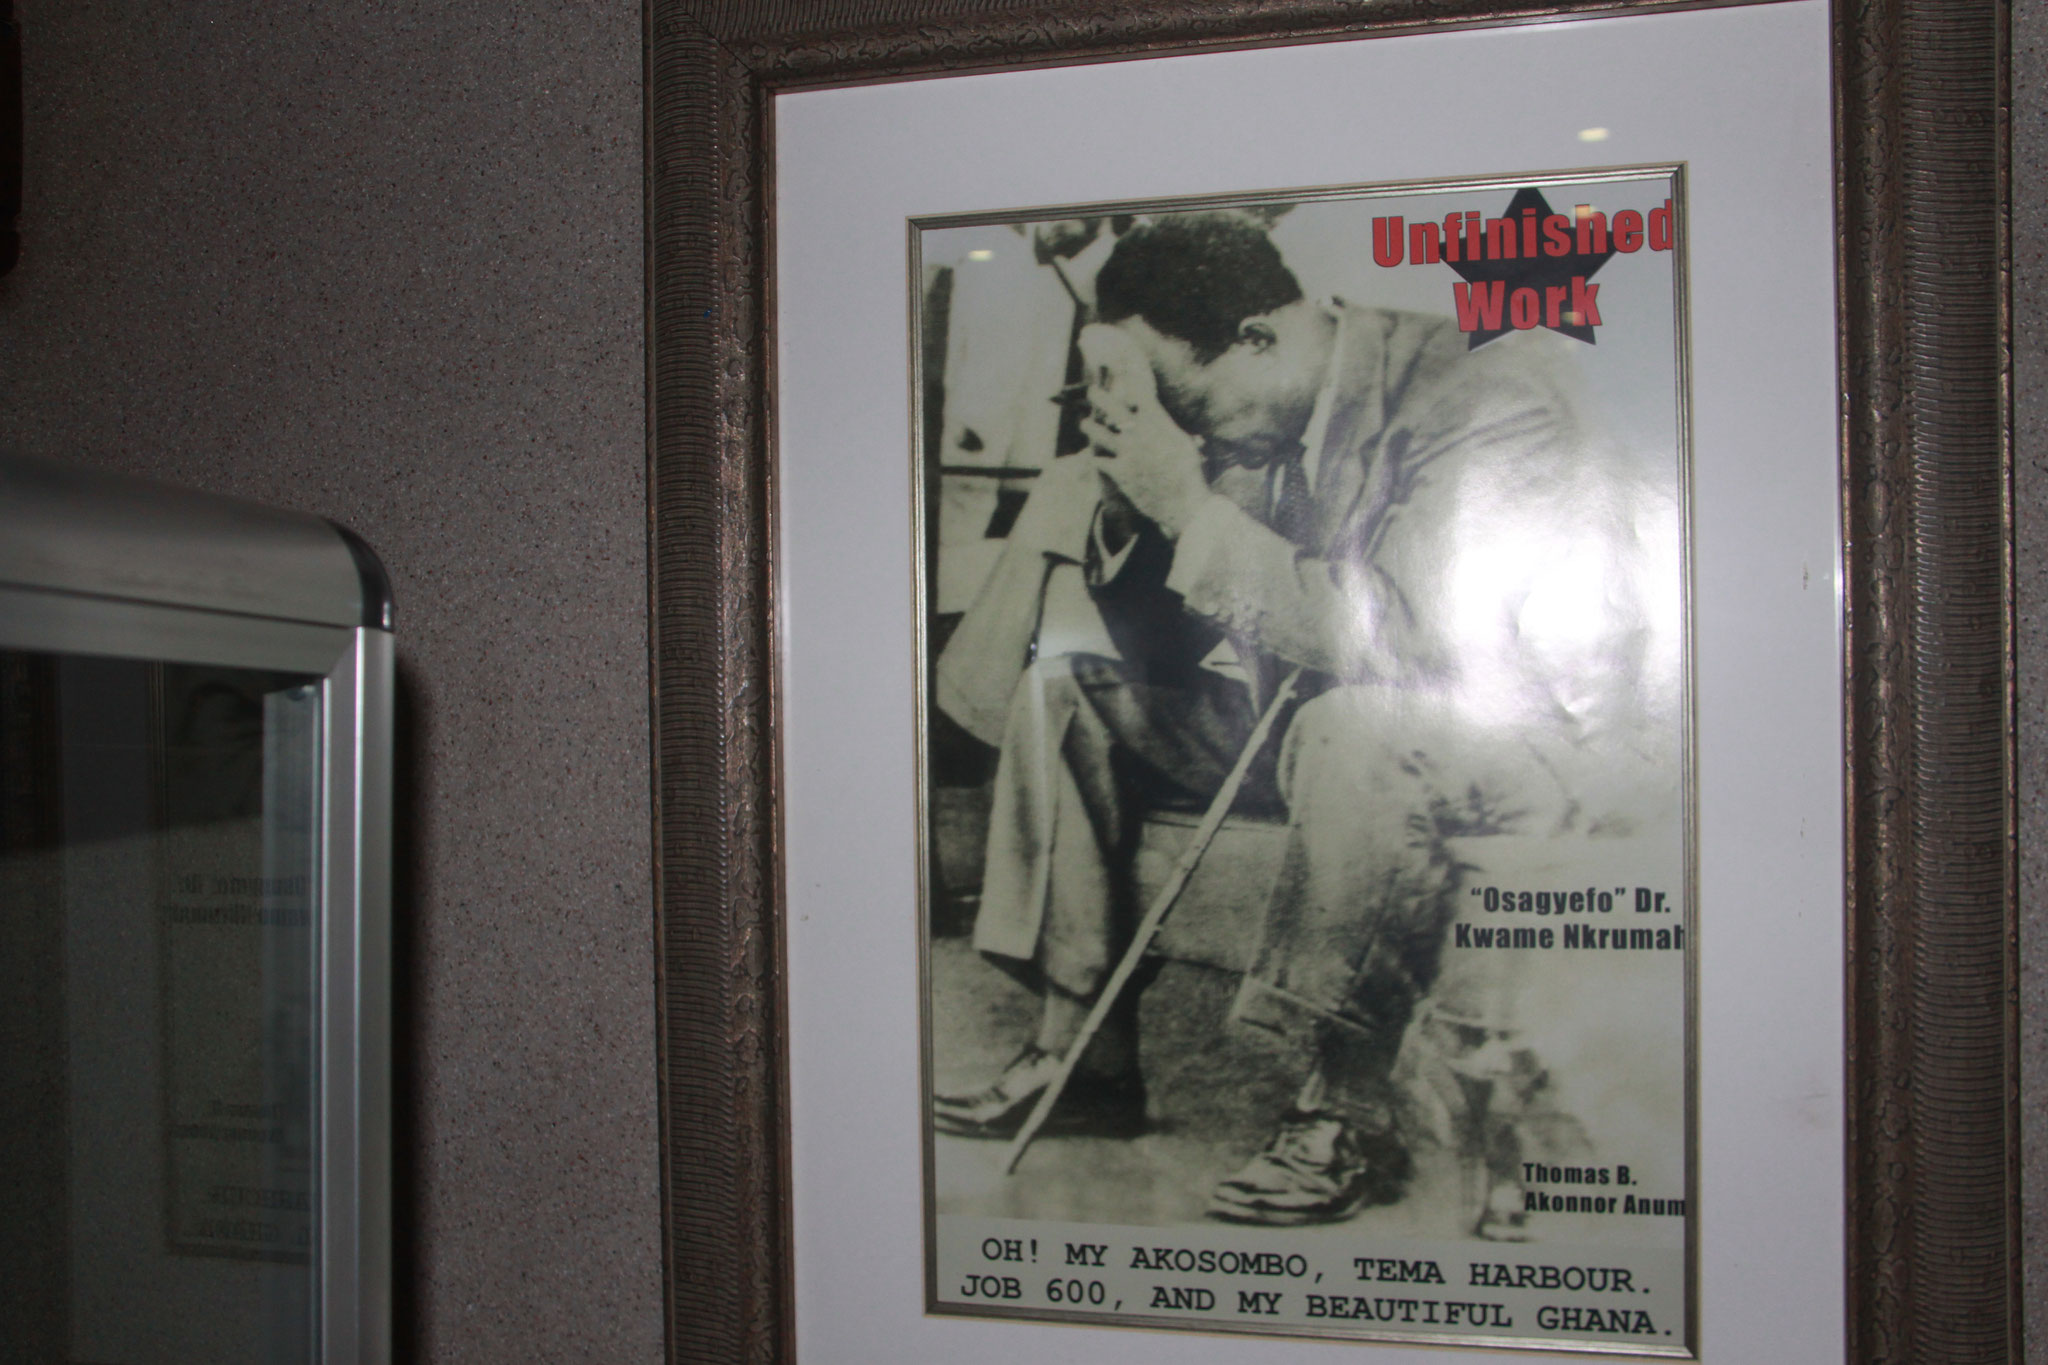 Unfinished
Work
“Osagyefo” Dr.
Kwame Nkrumah
Thomas B.
Akonnor Anum
OH! MY AKOSOMBO, TEMA HARBOUR.
JOB 600, AND MY BEAUTIFUL GHANA.